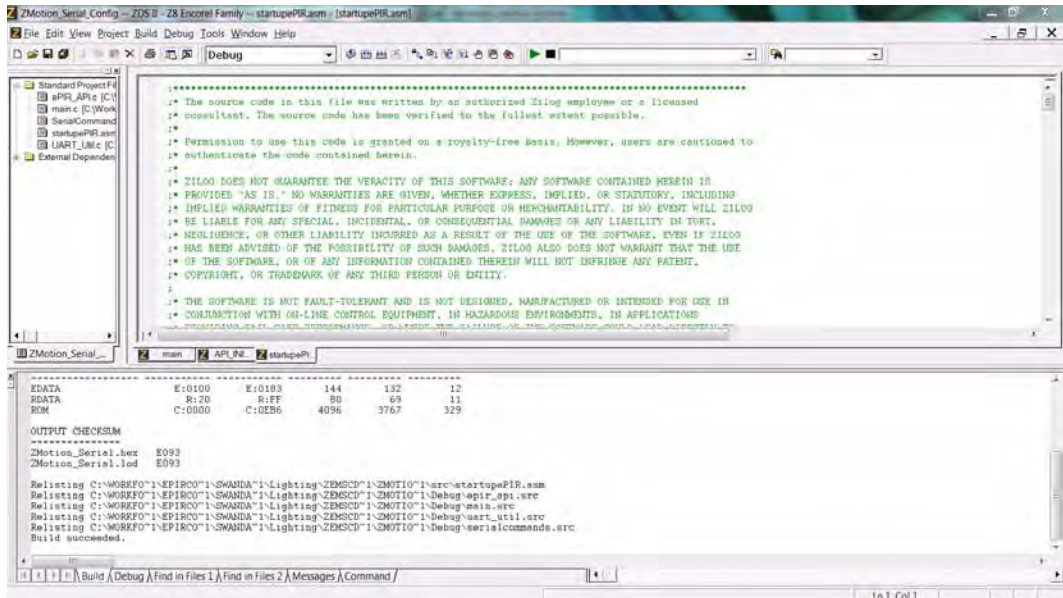 ZMotion_Serial_Config - ZDS II - Z8 Encore! Family - startupePIR.asm - [startupePIR.asm]
File Edit View Project Build Debug Tools Window Help
Debug
Standard Project Fi
ePIR_API.c [C:\
main.c [C:\Work
SerialCommand
startupePIR.asm
UART_Util.c [C:
External Dependen
;* The source code in this file was written by an authorized Zilog employee or a licensed
;* consultant. The source code has been verified to the fullest extent possible.
;*
;* Permission to use this code is granted on a royalty-free basis. However, users are cautioned to
;* authenticate the code contained herein.
;*
;* ZILOG DOES NOT GUARANTEE THE VERACITY OF THIS SOFTWARE; ANY SOFTWARE CONTAINED HEREIN IS
;* PROVIDED "AS IS." NO WARRANTIES ARE GIVEN, WHETHER EXPRESS, IMPLIED, OR STATUTORY, INCLUDING
;* IMPLIED WARRANTIES OF FITNESS FOR PARTICULAR PURPOSE OR MERCHANTABILITY. IN NO EVENT WILL ZILOG
;* BE LIABLE FOR ANY SPECIAL, INCIDENTAL, OR CONSEQUENTIAL DAMAGES OR ANY LIABILITY IN TORT,
;* NEGLIGENCE, OR OTHER LIABILITY INCURRED AS A RESULT OF THE USE OF THE SOFTWARE, EVEN IF ZILOG
;* HAS BEEN ADVISED OF THE POSSIBILITY OF SUCH DAMAGES. ZILOG ALSO DOES NOT WARRANT THAT THE USE
;* OF THE SOFTWARE, OR OF ANY INFORMATION CONTAINED THEREIN WILL NOT INFRINGE ANY PATENT,
;* COPYRIGHT, OR TRADEMARK OF ANY THIRD PERSON OR ENTITY.
;
;* THE SOFTWARE IS NOT FAULT-TOLERANT AND IS NOT DESIGNED, MANUFACTURED OR INTENDED FOR USE IN
;* CONJUNCTION WITH ON-LINE CONTROL EQUIPMENT, IN HAZARDOUS ENVIRONMENTS, IN APPLICATIONS
ZMotion_Serial_...
main API_INI... startupePI...
EDATA E:0100 E:0183 144 132 12
RDATA R:20 R:FF 80 69 11
ROM C:0000 C:0EB6 4096 3767 329
OUTPUT CHECKSUM
ZMotion_Serial.hex E093
ZMotion_Serial.lod E093
Relisting C:\WORKFO~1\EPIRCO~1\SWANDA~1\Lighting\ZEMSCD~1\ZMOTIO~1\src\startupePIR.asm
Relisting C:\WORKFO~1\EPIRCO~1\SWANDA~1\Lighting\ZEMSCD~1\ZMOTIO~1\Debug\epir_api.src
Relisting C:\WORKFO~1\EPIRCO~1\SWANDA~1\Lighting\ZEMSCD~1\ZMOTIO~1\Debug\main.src
Relisting C:\WORKFO~1\EPIRCO~1\SWANDA~1\Lighting\ZEMSCD~1\ZMOTIO~1\Debug\uart_util.src
Relisting C:\WORKFO~1\EPIRCO~1\SWANDA~1\Lighting\ZEMSCD~1\ZMOTIO~1\Debug\serialcommands.src
Build succeeded.
Build Debug Find in Files 1 Find in Files 2 Messages Command
Ln 1 Col 1